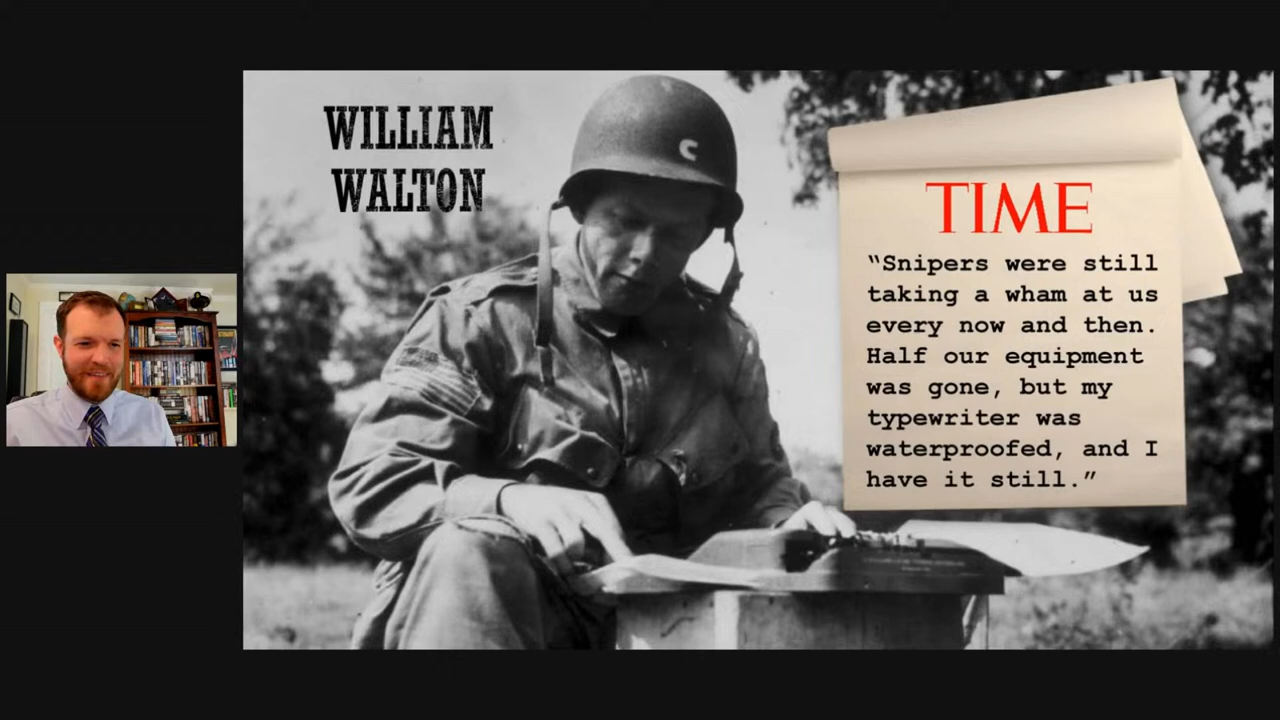 WILLIAM
WALTON
C
TIME
“Snipers were still
taking a wham at us
every now and then.
Half our equipment
was gone, but my
typewriter was
waterproofed, and I
have it still.”